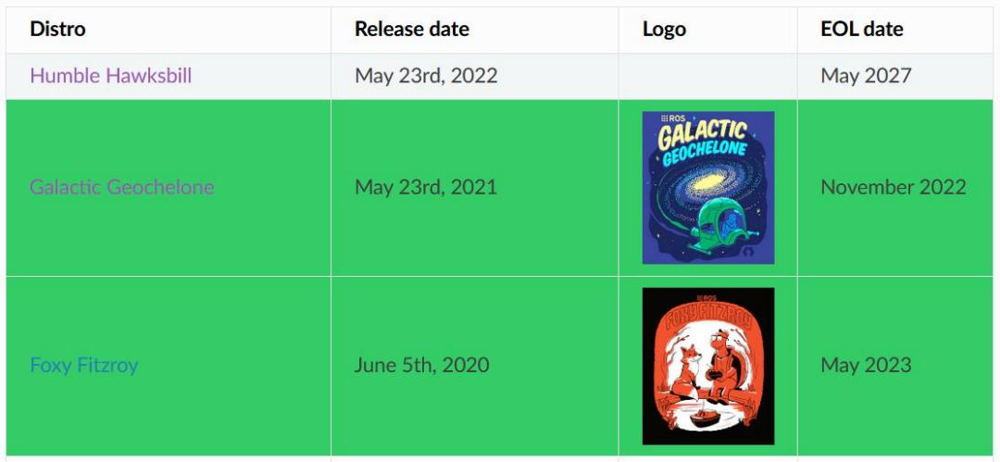 Distro Release date Logo EOL date
Humble Hawksbill May 23rd, 2022 May 2027
ROS
GALACTIC
GEOCHELONE
Galactic Geochelone May 23rd, 2021 November 2022
ROS
FOXY FITZROY
Foxy Fitzroy June 5th, 2020 May 2023